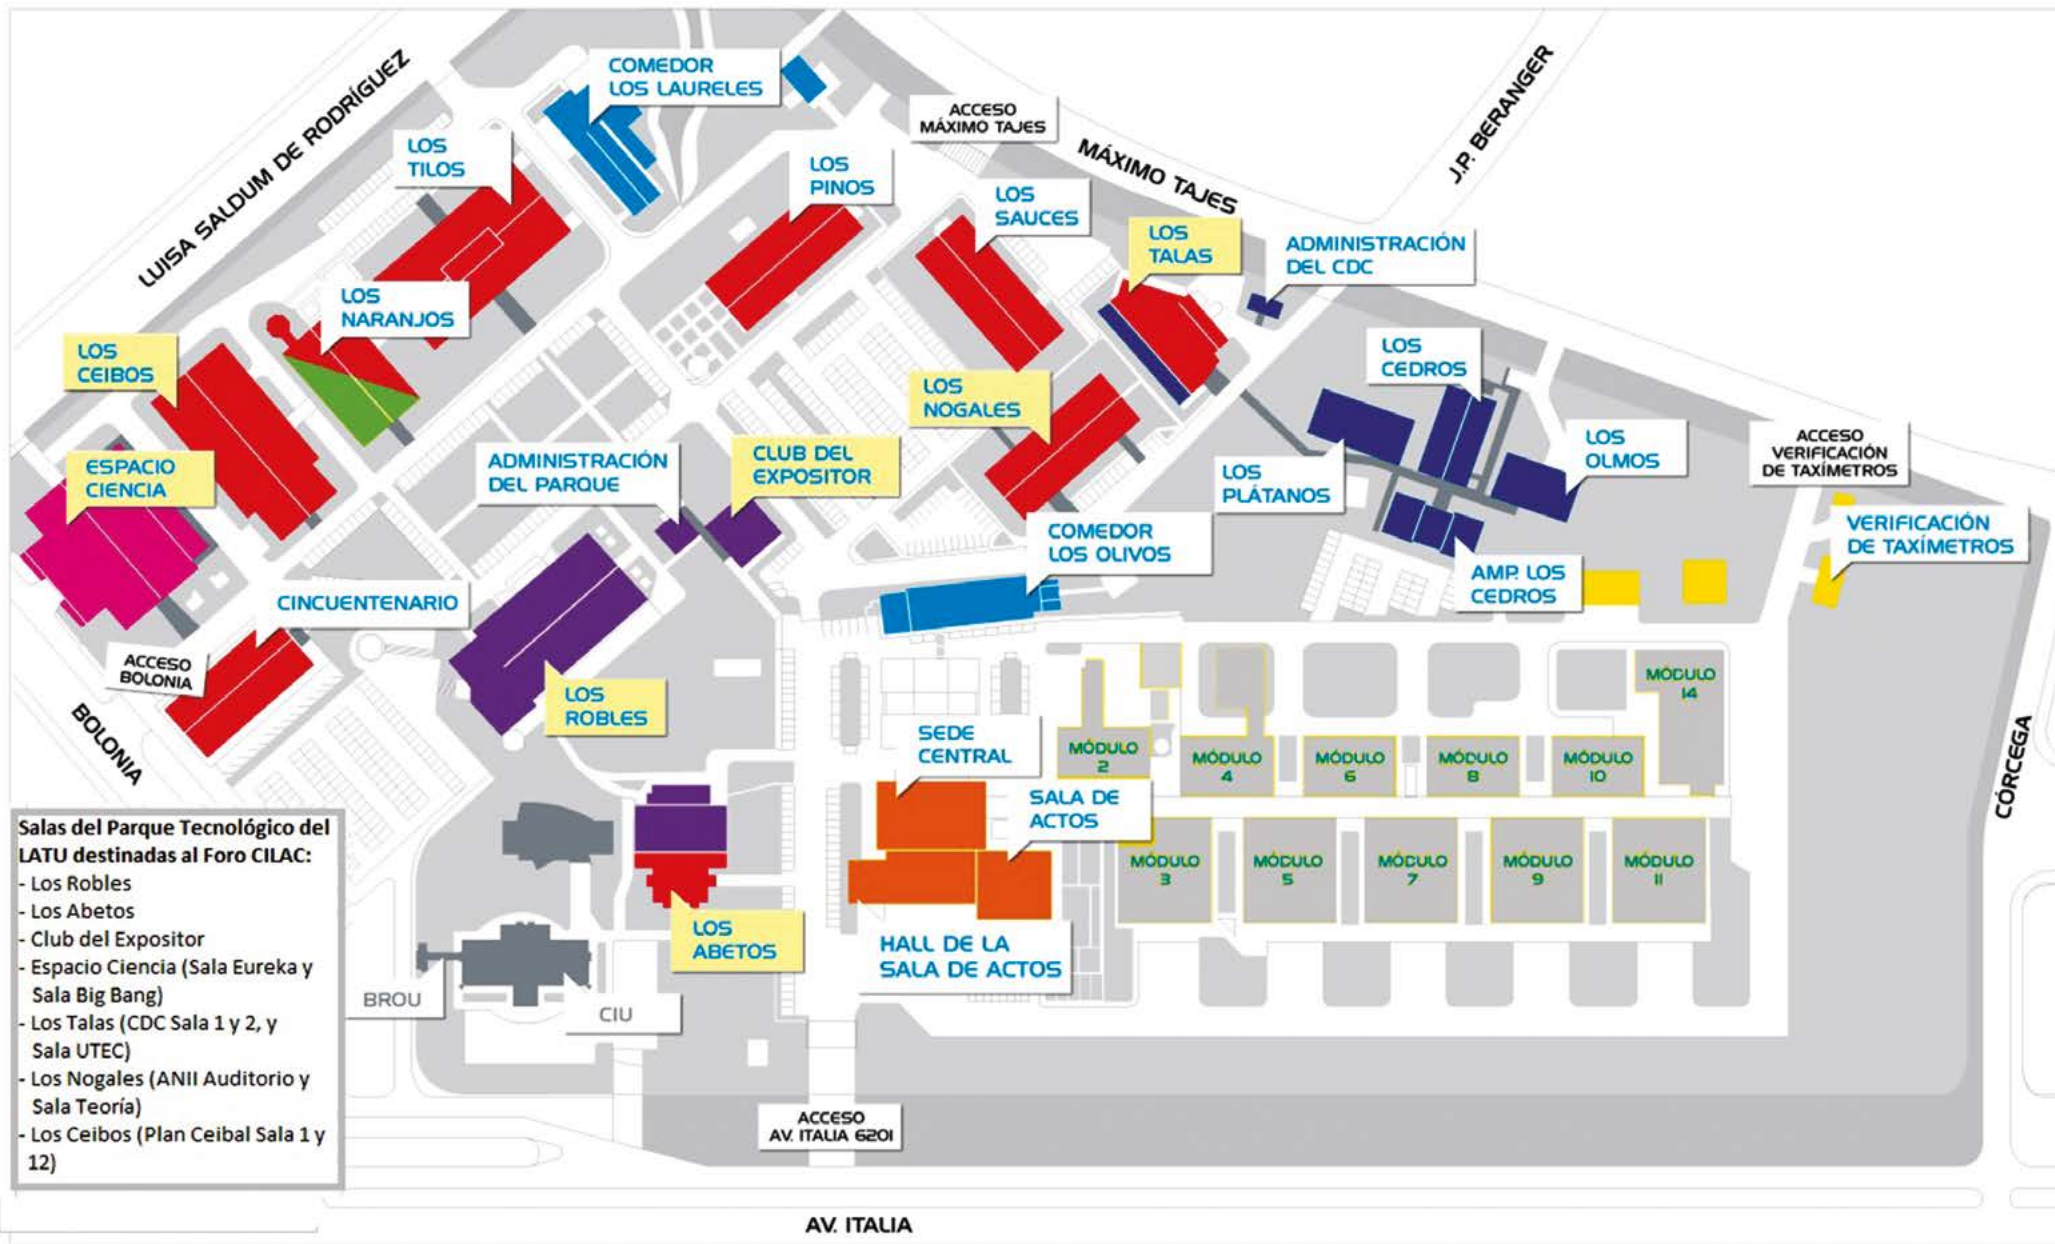 LUISA SALDUM DE RODRÍGUEZ
COMEDOR
LOS LAURELES
ACCESO
MÁXIMO TAJES
MÁXIMO TAJES
J.P. BERANGER
LOS
TILOS
LOS
PINOS
LOS
SAUCES
LOS
TALAS
ADMINISTRACIÓN
DEL CDC
LOS
NARANJOS
LOS
CEIBOS
LOS
CEDROS
LOS
NOGALES
ESPACIO
CIENCIA
ADMINISTRACIÓN
DEL PARQUE
CLUB DEL
EXPOSITOR
LOS
PLÁTANOS
LOS
OLMOS
ACCESO
VERIFICACIÓN
DE TAXÍMETROS
VERIFICACIÓN
DE TAXÍMETROS
COMEDOR
LOS OLIVOS
AMP. LOS
CEDROS
CINCUENTENARIO
ACCESO
BOLONIA
BOLONIA
LOS
ROBLES
SEDE
CENTRAL
SALA DE
ACTOS
MÓDULO
2
MÓDULO
4
MÓDULO
6
MÓDULO
8
MÓDULO
10
MÓDULO
14
CÓRCEGA
MÓDULO
3
MÓDULO
5
MÓDULO
7
MÓDULO
9
MÓDULO
11
LOS
ABETOS
HALL DE LA
SALA DE ACTOS
BROU
CIU
Salas del Parque Tecnológico del
LATU destinadas al Foro CILAC:
- Los Robles
- Los Abetos
- Club del Expositor
- Espacio Ciencia (Sala Eureka y
Sala Big Bang)
- Los Talas (CDC Sala 1 y 2, y
Sala UTEC)
- Los Nogales (ANII Auditorio y
Sala Teoría)
- Los Ceibos (Plan Ceibal Sala 1 y
12)
ACCESO
AV. ITALIA 6201
AV. ITALIA